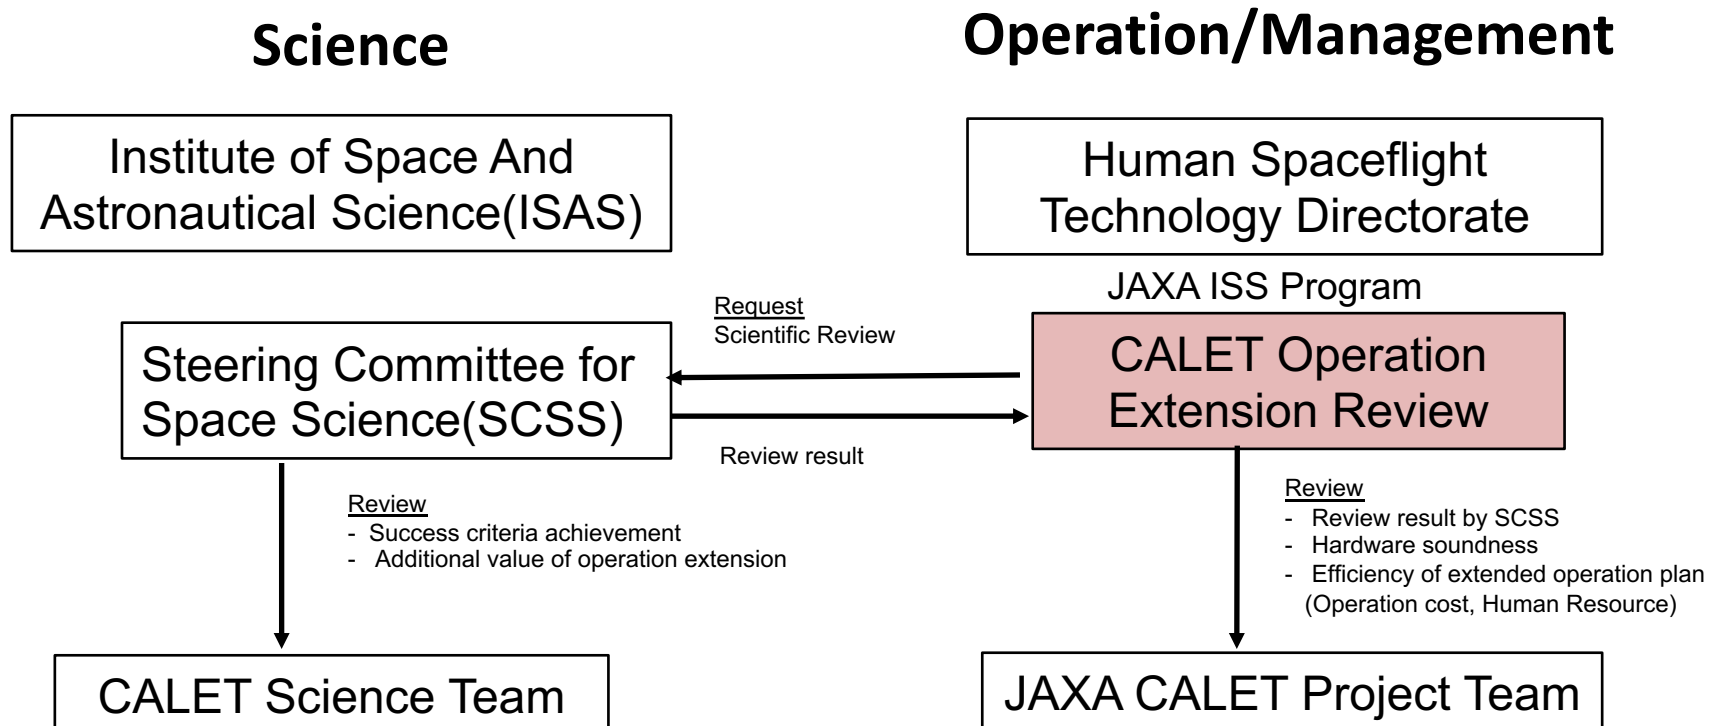 Science
Operation/Management
Institute of Space And
Astronautical Science(ISAS)
Human Spaceflight
Technology Directorate
JAXA ISS Program
Request
Scientific Review
Steering Committee for
Space Science(SCSS)
CALET Operation
Extension Review
Review result
Review
- Success criteria achievement
- Additional value of operation extension
Review
- Review result by SCSS
- Hardware soundness
- Efficiency of extended operation plan
(Operation cost, Human Resource)
CALET Science Team
JAXA CALET Project Team